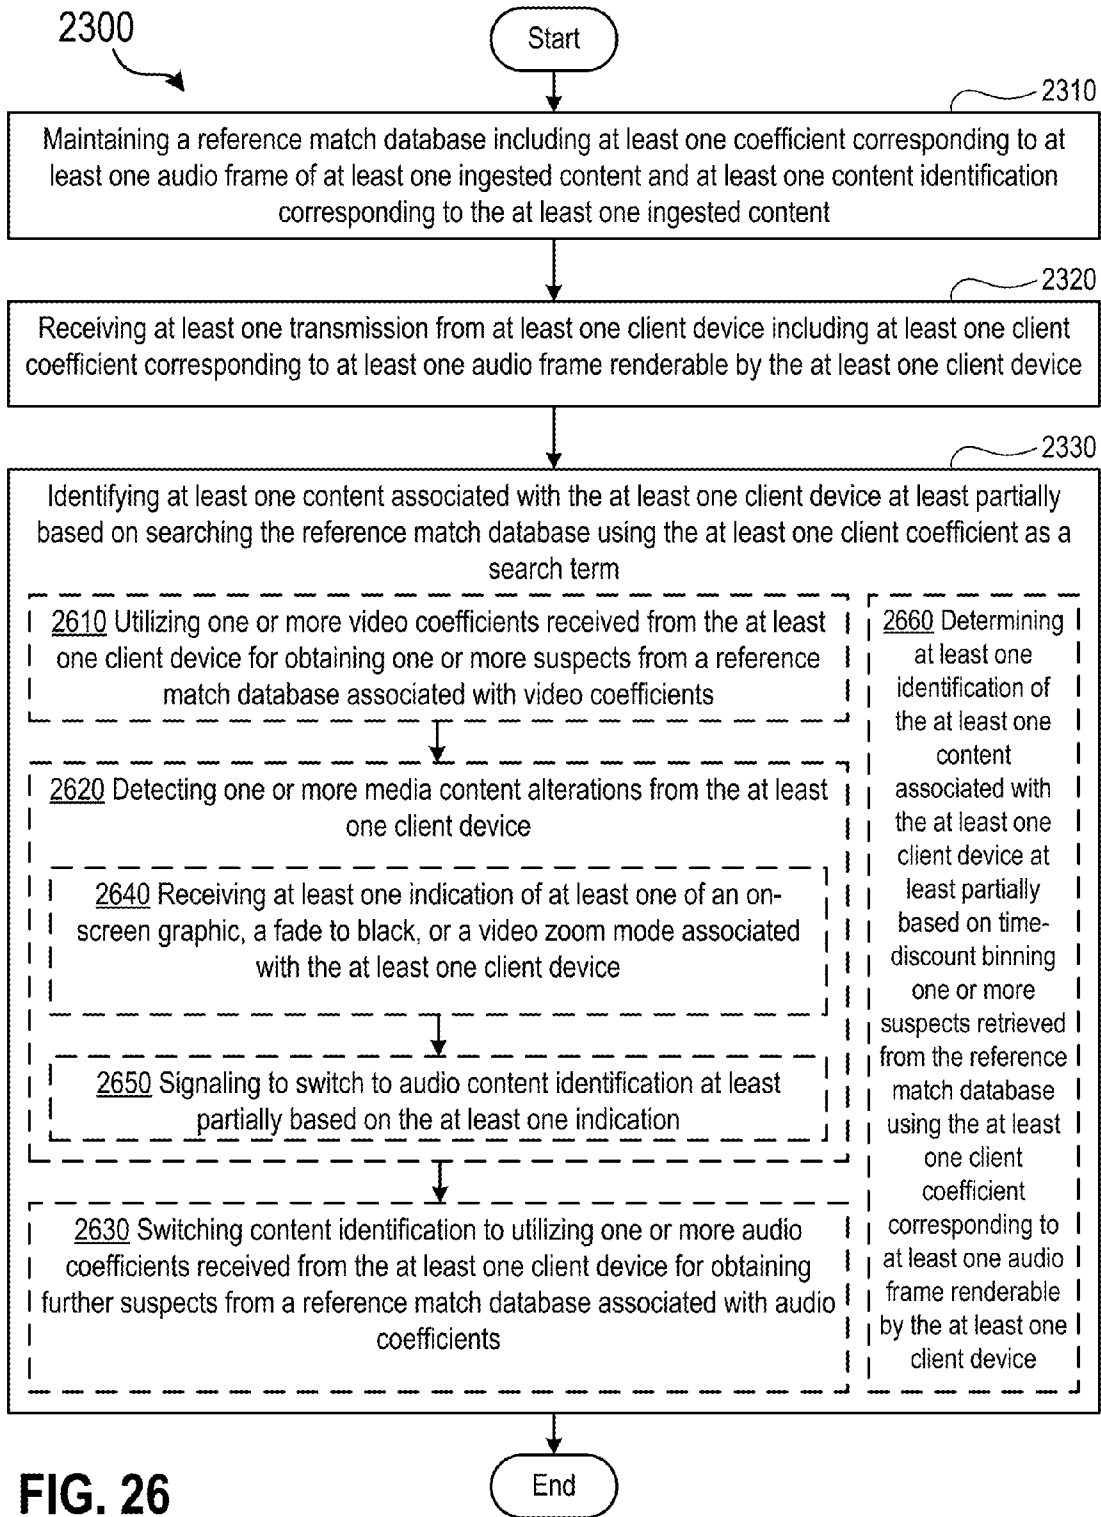 2300
Start
2310
Maintaining a reference match database including at least one coefficient corresponding to at
least one audio frame of at least one ingested content and at least one content identification
corresponding to the at least one ingested content
2320
Receiving at least one transmission from at least one client device including at least one client
coefficient corresponding to at least one audio frame renderable by the at least one client device
2330
Identifying at least one content associated with the at least one client device at least partially
based on searching the reference match database using the at least one client coefficient as a
search term
2610 Utilizing one or more video coefficients received from the at least
one client device for obtaining one or more suspects from a reference
match database associated with video coefficients
2620 Detecting one or more media content alterations from the at least
one client device
2640 Receiving at least one indication of at least one of an on-
screen graphic, a fade to black, or a video zoom mode associated
with the at least one client device
2650 Signaling to switch to audio content identification at least
partially based on the at least one indication
2630 Switching content identification to utilizing one or more audio
coefficients received from the at least one client device for obtaining
further suspects from a reference match database associated with audio
coefficients
2660 Determining
at least one
identification of
the at least one
content
associated with
the at least one
client device at
least partially
based on time-
discount binning
one or more
suspects retrieved
from the reference
match database
using the at least
one client
coefficient
corresponding to
at least one audio
frame renderable
by the at least one
client device
End
FIG. 26